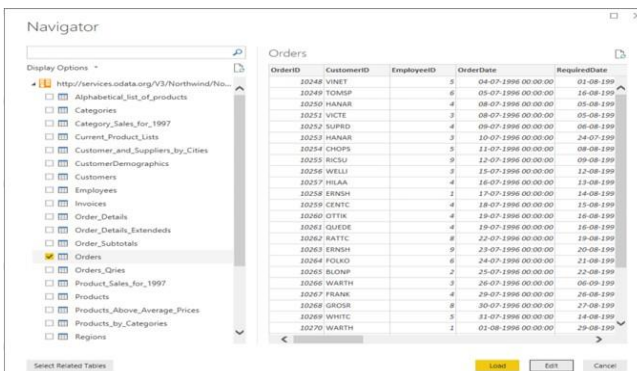 Navigator
Display Options
http://services.odata.org/V3/Northwind/No...
Alphabetical_list_of_products
Categories
Category_Sales_for_1997
Current_Product_Lists
Customer_and_Suppliers_by_Cities
CustomerDemographics
Customers
Employees
Invoices
Order_Details
Order_Details_Extendeds
Order_Subtotals
Orders
Orders_Qries
Product_Sales_for_1997
Products
Products_Above_Average_Prices
Products_by_Categories
Regions
Select Related Tables
Orders
OrderID CustomerID EmployeeID OrderDate RequiredDate
10248 VINET 5 04-07-1996 00:00:00 01-08-199
10249 TOMSP 6 05-07-1996 00:00:00 16-08-199
10250 HANAR 4 08-07-1996 00:00:00 05-08-199
10251 VICTE 3 08-07-1996 00:00:00 05-08-199
10252 SUPRD 4 09-07-1996 00:00:00 06-08-199
10253 HANAR 3 10-07-1996 00:00:00 24-07-199
10254 CHOPS 5 11-07-1996 00:00:00 08-08-199
10255 RICSU 9 12-07-1996 00:00:00 09-08-199
10256 WELLI 3 15-07-1996 00:00:00 12-08-199
10257 HILAA 4 16-07-1996 00:00:00 13-08-199
10258 ERNSH 1 17-07-1996 00:00:00 14-08-199
10259 CENTC 4 18-07-1996 00:00:00 15-08-199
10260 OTTIK 4 19-07-1996 00:00:00 16-08-199
10261 QUEDE 4 19-07-1996 00:00:00 16-08-199
10262 RATTC 8 22-07-1996 00:00:00 19-08-199
10263 ERNSH 9 23-07-1996 00:00:00 20-08-199
10264 FOLKO 6 24-07-1996 00:00:00 21-08-199
10265 BLONP 2 25-07-1996 00:00:00 22-08-199
10266 WARTH 3 26-07-1996 00:00:00 06-09-199
10267 FRANK 4 29-07-1996 00:00:00 26-08-199
10268 GROSR 8 30-07-1996 00:00:00 27-08-199
10269 WHITC 5 31-07-1996 00:00:00 14-08-199
10270 WARTH 1 01-08-1996 00:00:00 29-08-199
Load Edit Cancel